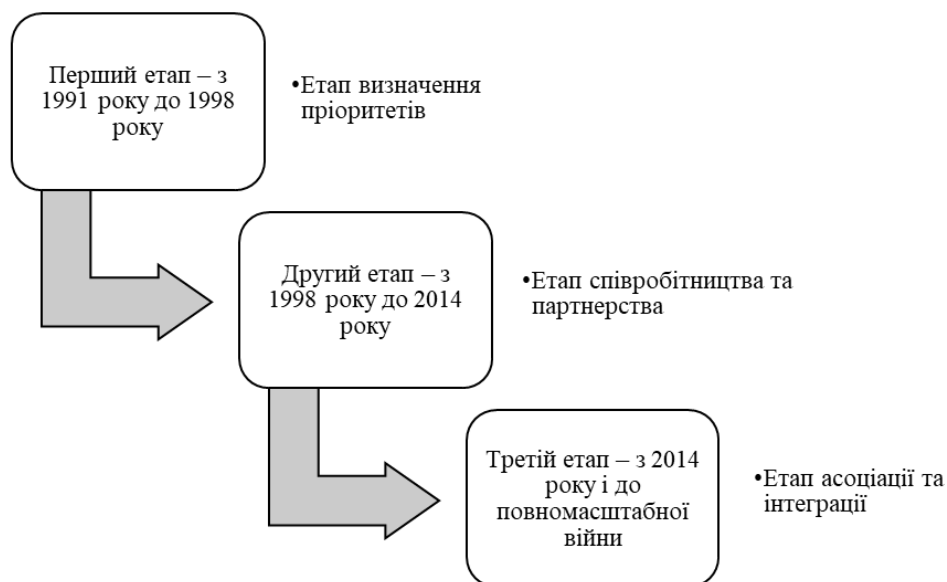 Перший етап – з
1991 року до 1998
року
•Етап визначення
пріоритетів
Другий етап – з
1998 року до 2014
року
•Етап співробітництва та
партнерства
Третій етап – з 2014
року і до
повномасштабної
війни
•Етап асоціації та
інтеграції